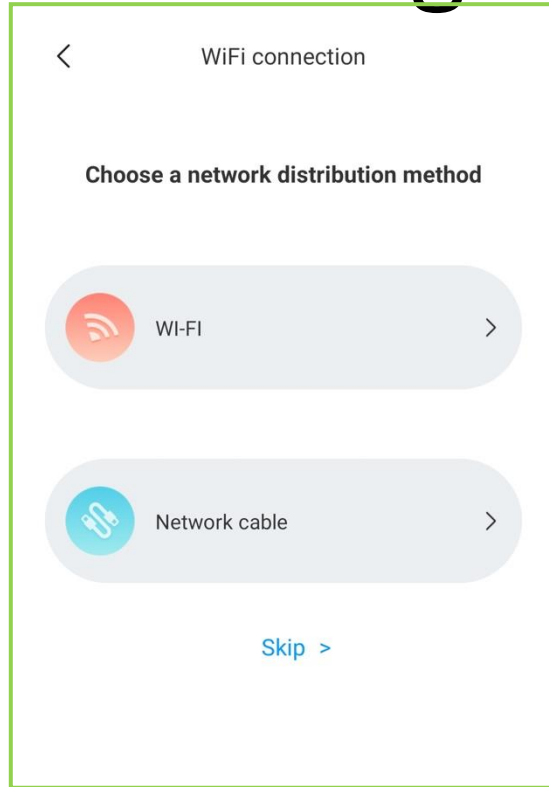 WiFi connection
Choose a network distribution method
WI-FI
Network cable
Skip >